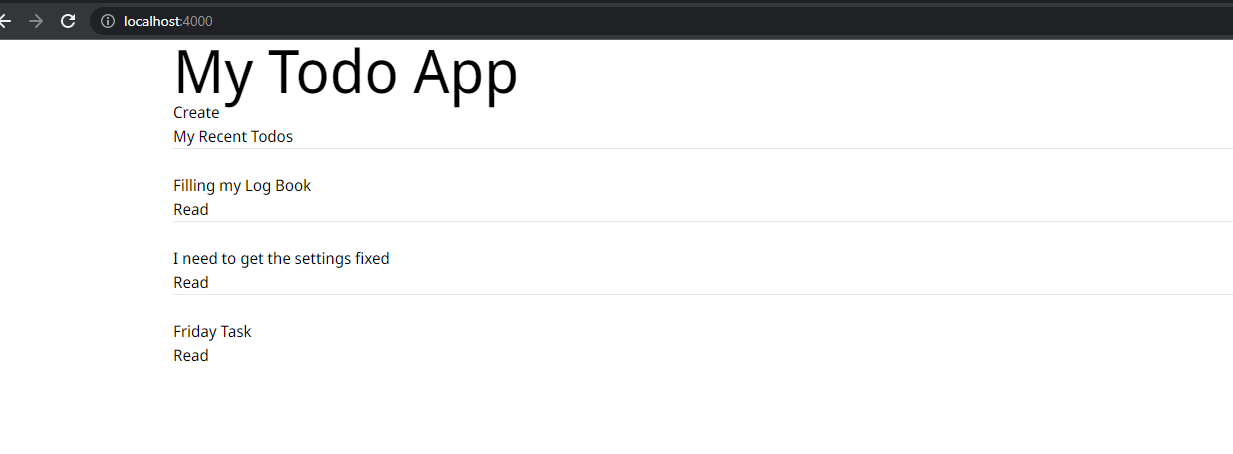 localhost:4000
My Todo App
Create
My Recent Todos
Filling my Log Book
Read
I need to get the settings fixed
Read
Friday Task
Read